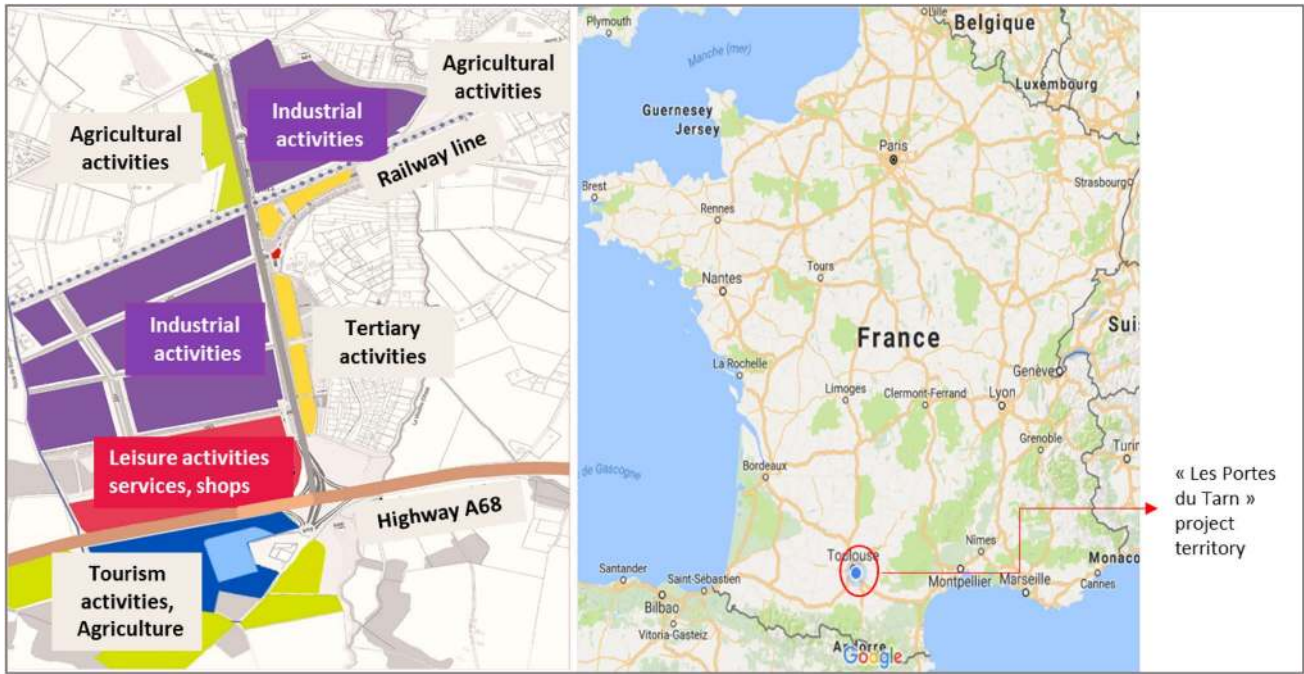 Agricultural
activities
Industrial
activities
Agricultural
activities
Railway line
Industrial
activities
Tertiary
activities
Leisure activities
services, shops
Highway A68
Tourism
activities,
Agriculture
Plymouth
Lille
Belgique
Manche (mer)
Luxembourg
Guernesey
Jersey
Paris
Strasbourg
Brest
Rennes
Nantes
Tours
France
Sui
La Rochelle
Genève
Limoges
Clermont-Ferrand
Lyon
Grenoble
Turin
de Gascogne
Bordeaux
Toulouse
Nîmes
Monaco
Montpellier
Marseille
Cannes
Santander
Saint-Sébastien
Bilbao
Vitoria-Gasteiz
Andorre
Google
« Les Portes
du Tarn »
project
territory